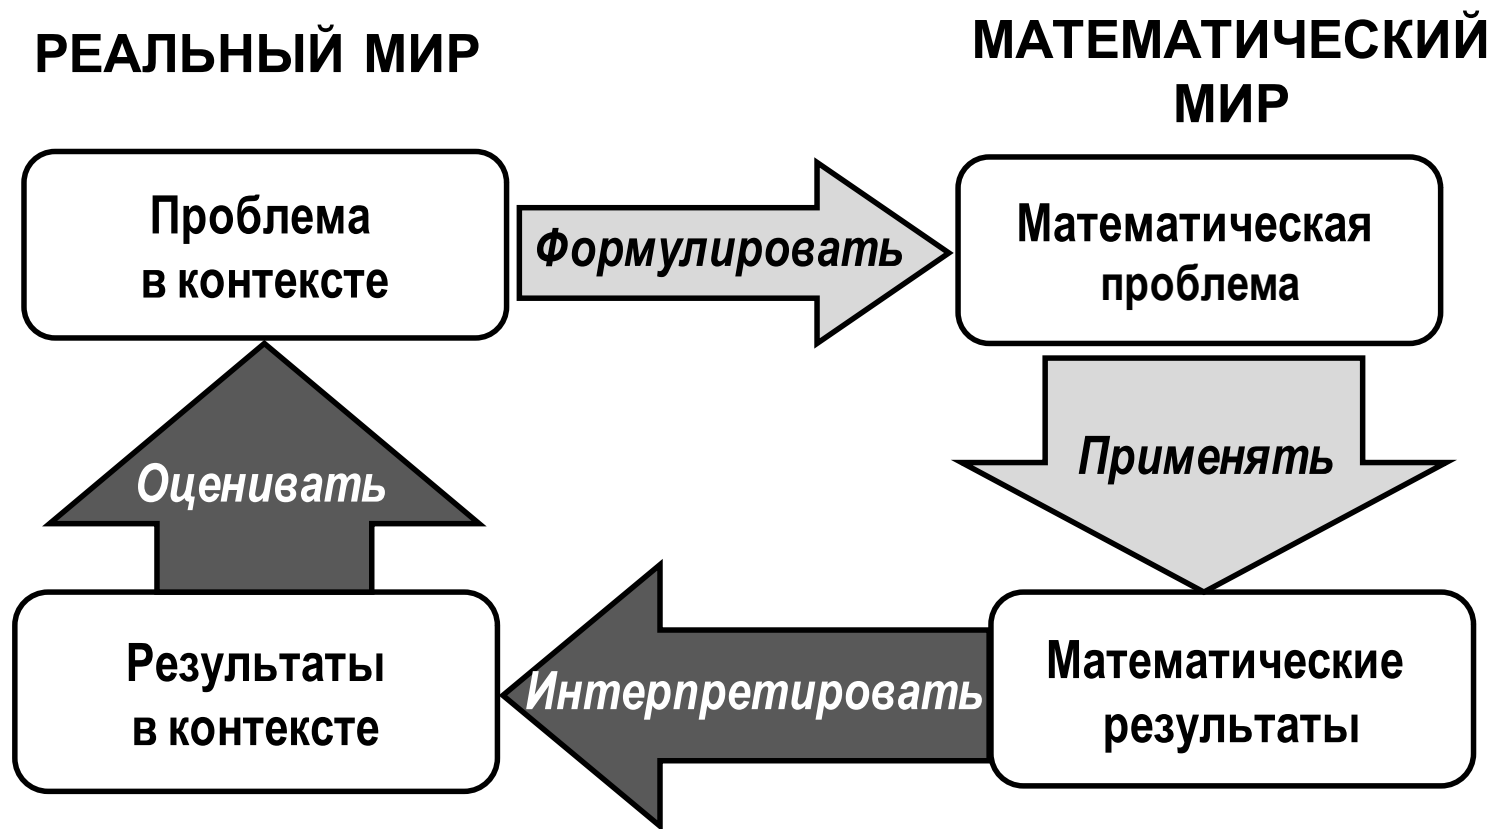 РЕАЛЬНЫЙ МИР
МАТЕМАТИЧЕСКИЙ
МИР
Проблема
в контексте
Формулировать
Математическая
проблема
Оценивать
Применять
Результаты
в контексте
Интерпретировать
Математические
результаты